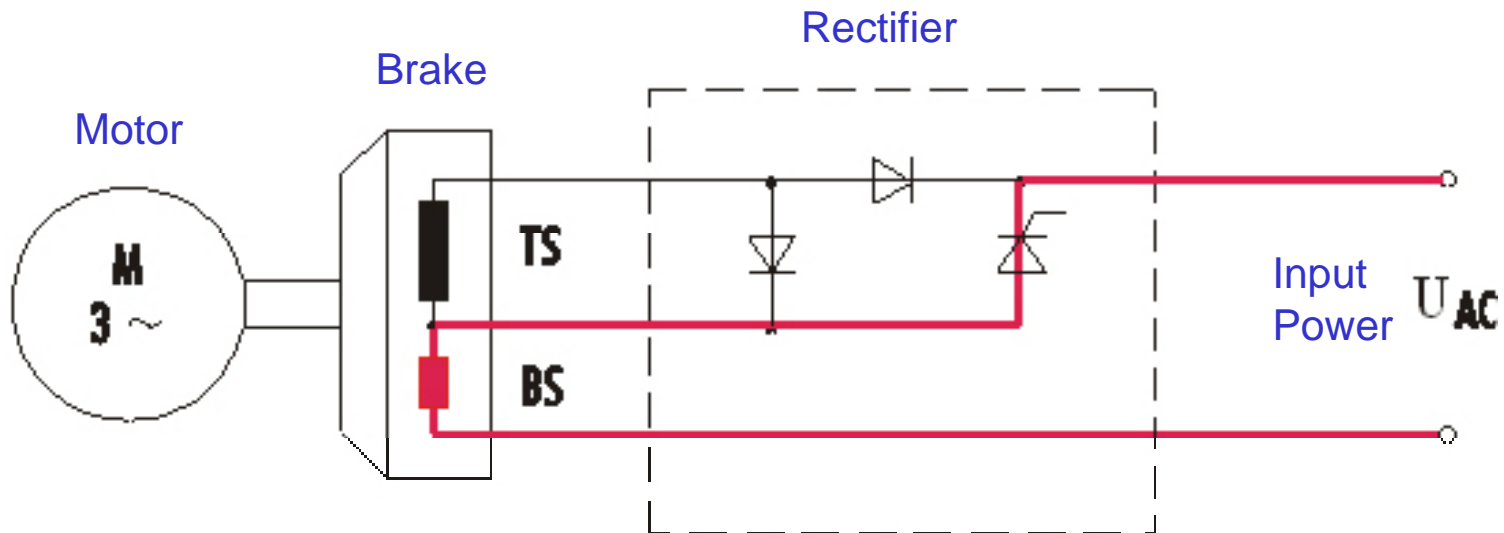 Rectifier
Brake
Motor
M
3 ~
TS
BS
Input
Power
U AC